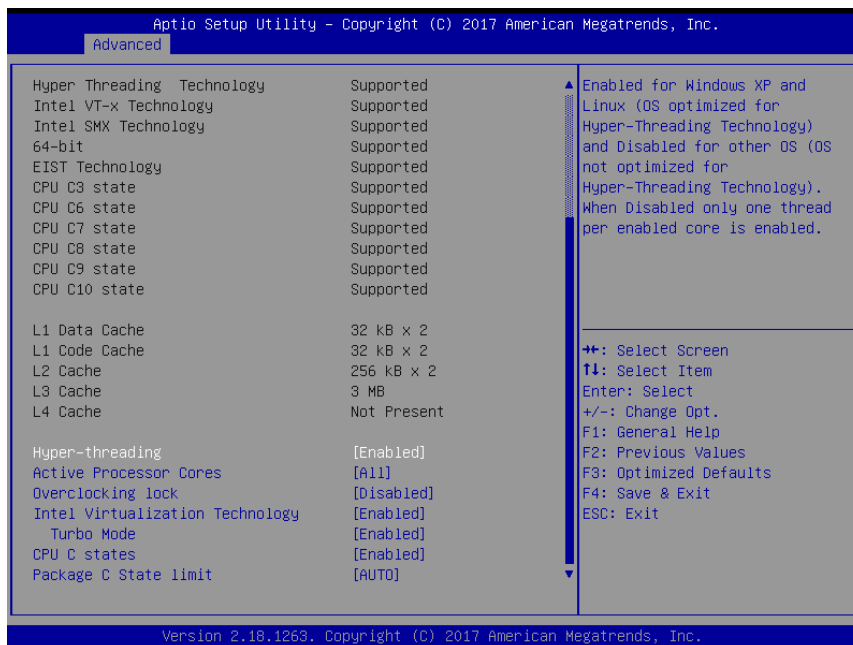 Aptio Setup Utility – Copyright (C) 2017 American Megatrends, Inc.
Advanced
Hyper Threading Technology Supported
Intel VT-x Technology Supported
Intel SMX Technology Supported
64-bit Supported
EIST Technology Supported
CPU C3 state Supported
CPU C6 state Supported
CPU C7 state Supported
CPU C8 state Supported
CPU C9 state Supported
CPU C10 state Supported
L1 Data Cache 32 kB x 2
L1 Code Cache 32 kB x 2
L2 Cache 256 kB x 2
L3 Cache 3 MB
L4 Cache Not Present
Hyper-threading [Enabled]
Active Processor Cores [All]
Overclocking lock [Disabled]
Intel Virtualization Technology [Enabled]
Turbo Mode [Enabled]
CPU C states [Enabled]
Package C State limit [AUTO]
Enabled for Windows XP and
Linux (OS optimized for
Hyper-Threading Technology)
and Disabled for other OS (OS
not optimized for
Hyper-Threading Technology).
When Disabled only one thread
per enabled core is enabled.
→←: Select Screen
↑↓: Select Item
Enter: Select
+/-: Change Opt.
F1: General Help
F2: Previous Values
F3: Optimized Defaults
F4: Save & Exit
ESC: Exit
Version 2.18.1263. Copyright (C) 2017 American Megatrends, Inc.